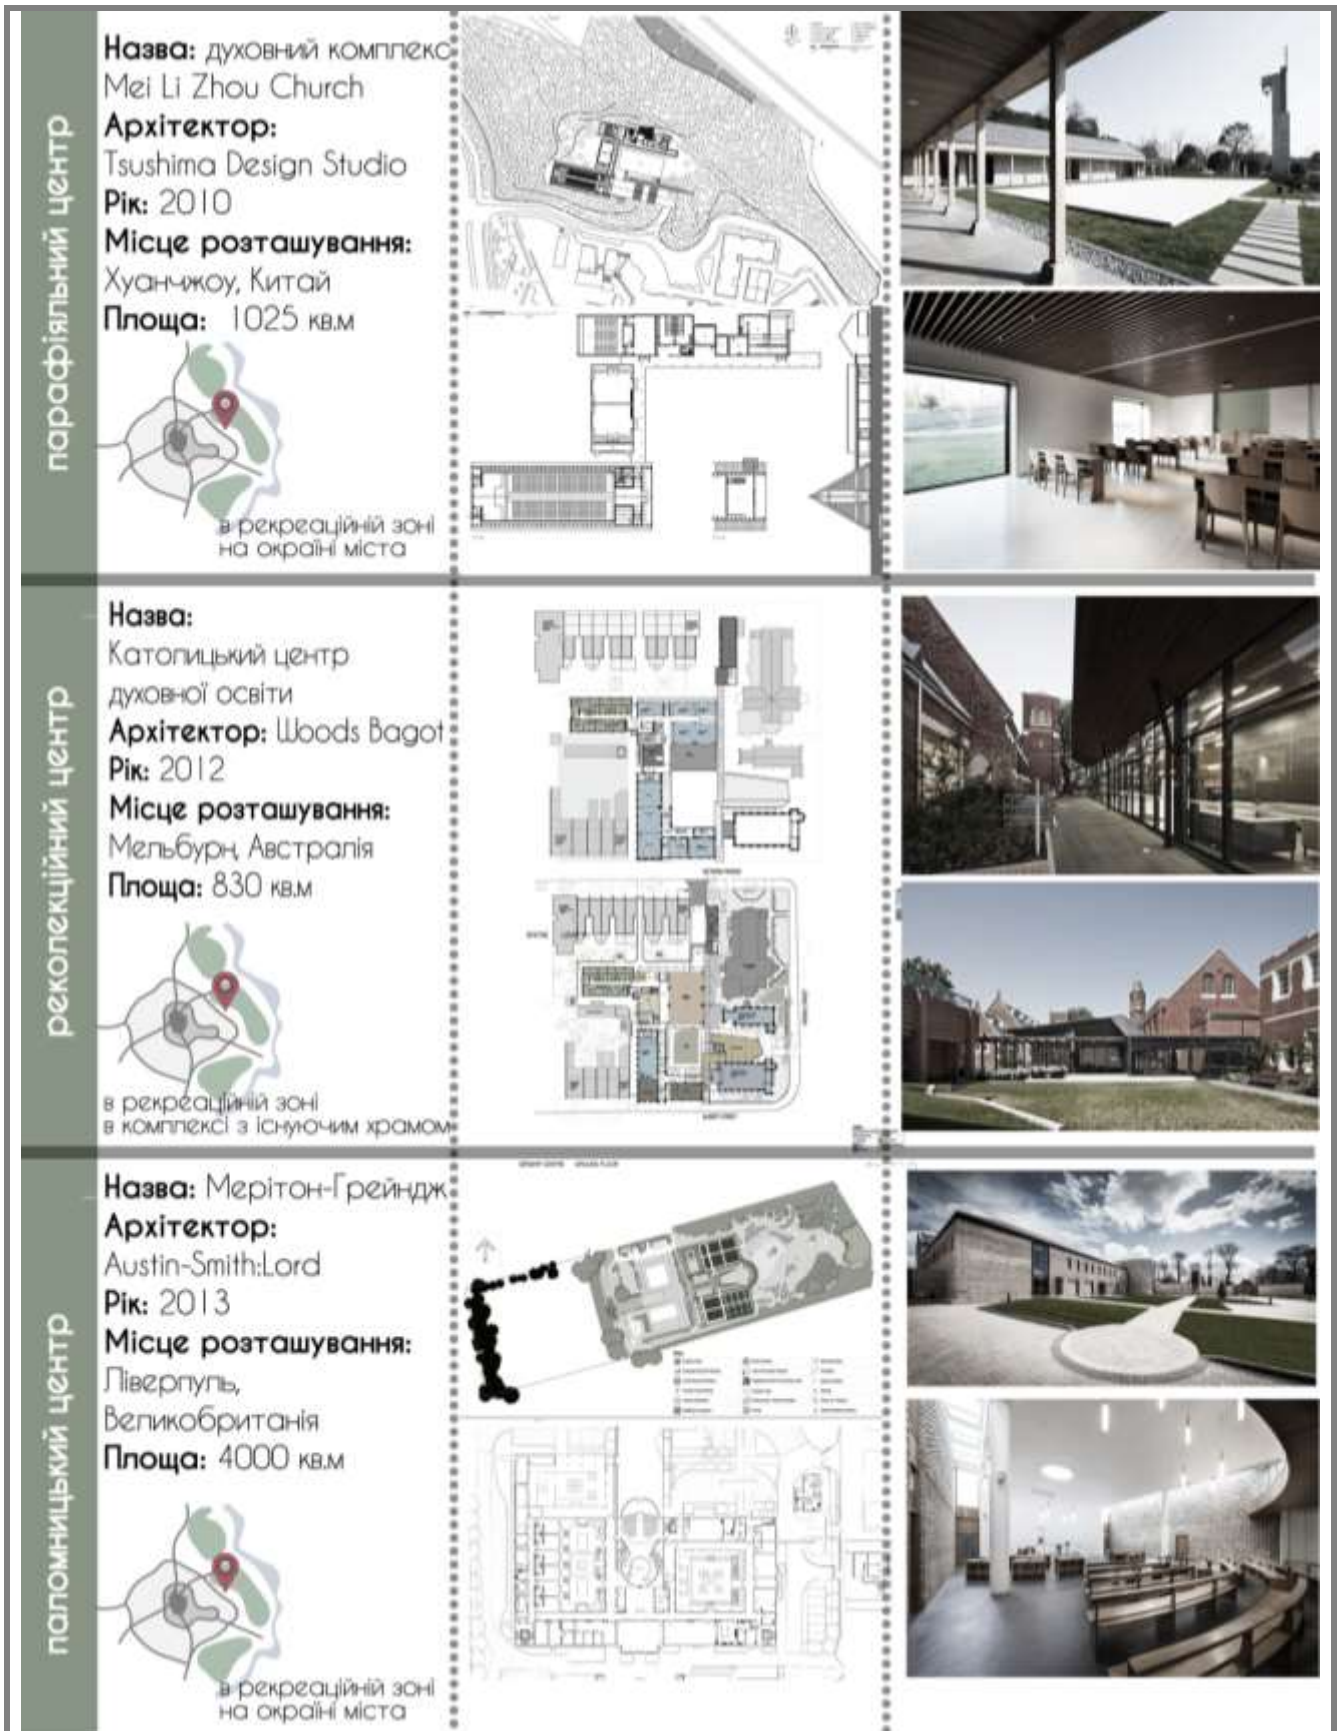 парафіяльний центр
Назва: духовний комплекс
Mei Li Zhou Church
Архітектор:
Tsushima Design Studio
Рік: 2010
Місце розташування:
Хуанчжоу, Китай
Площа: 1025 кв.м
в рекреаційній зоні
на окраїні міста
реколекційний центр
Назва:
Католицький центр
духовної освіти
Архітектор: Woods Bagot
Рік: 2012
Місце розташування:
Мельбурн, Австралія
Площа: 830 кв.м
в рекреаційній зоні
в комплексі з існуючим храмом
паломницький центр
Назва: Мерітон-Грейндж
Архітектор:
Austin-Smith:Lord
Рік: 2013
Місце розташування:
Ліверпуль,
Великобританія
Площа: 4000 кв.м
в рекреаційній зоні
на окраїні міста